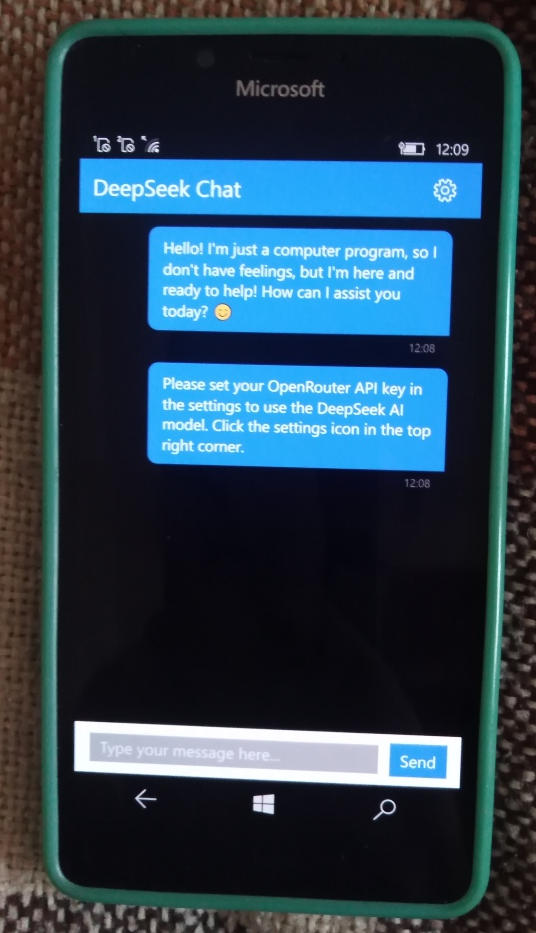 Microsoft
1 2 12:09
DeepSeek Chat
Hello! I'm just a computer program, so I
don't have feelings, but I'm here and
ready to help! How can I assist you
today? 😊
12:08
Please set your OpenRouter API key in
the settings to use the DeepSeek AI
model. Click the settings icon in the top
right corner.
12:08
Type your message here...
Send